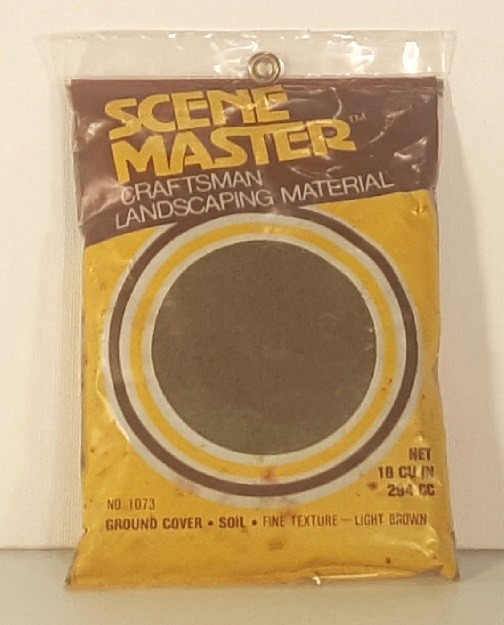 SCENE
MASTER™
CRAFTSMAN
LANDSCAPING MATERIAL
NET
18 CU IN
294 CC
NO. 1073
GROUND COVER • SOIL • FINE TEXTURE — LIGHT BROWN